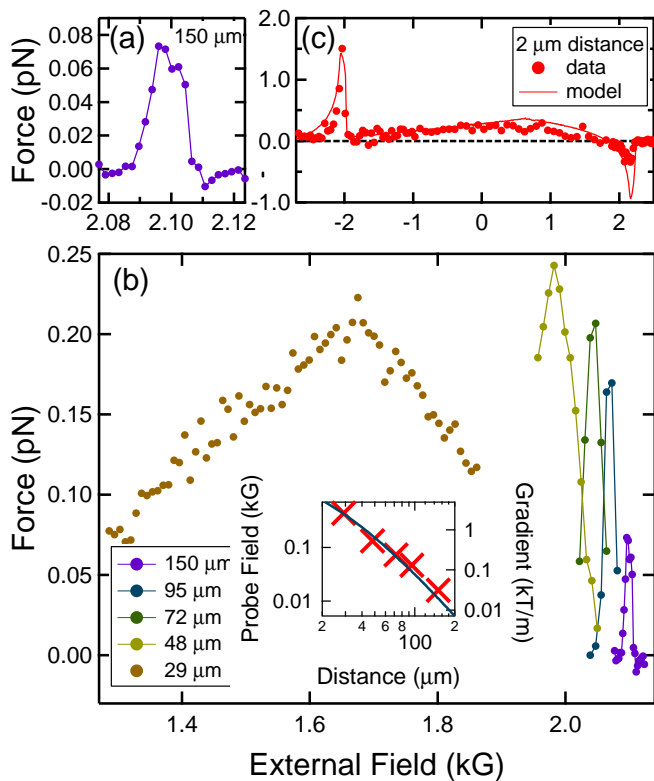 (a)
150 μm
0.08
0.06
0.04
0.02
0.00
-0.02
Force (pN)
2.08
2.10
2.12
(c)
2 μm distance
data
model
1.0
0.0
-
1.0
-2
-1
0
1
2
(b)
0.25
0.20
0.15
0.10
0.05
0.00
Force (pN)
150 μm
95 μm
72 μm
48 μm
29 μm
Probe Field (kG)
0.1
0.01
Gradient (kT/m)
1
0.1
0.01
2
4
6
8
100
2
Distance (μm)
1.4
1.6
1.8
2.0
External Field (kG)